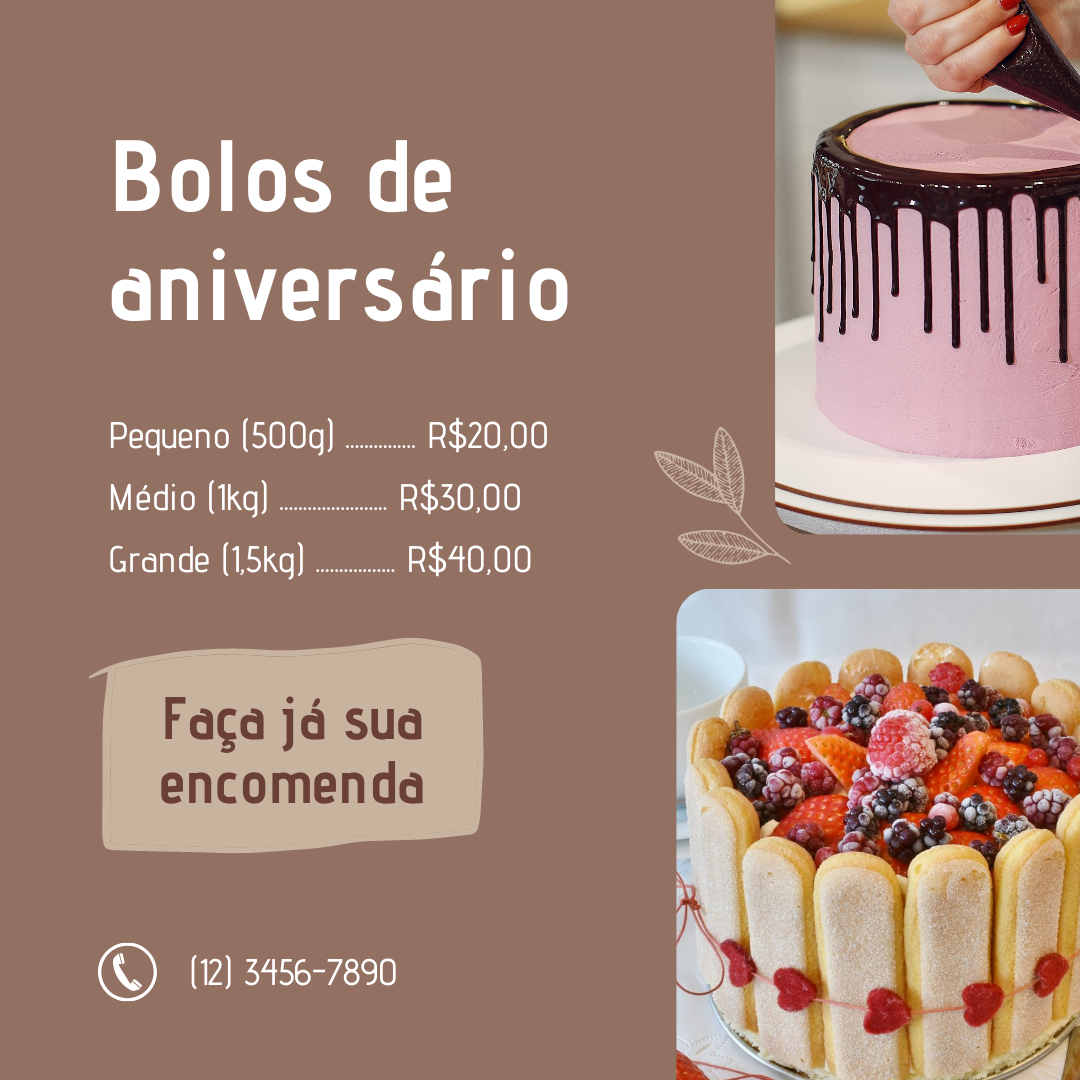 Bolos de
aniversário
Pequeno (500g) ............... R$20,00
Médio (1kg) ....................... R$30,00
Grande (1,5kg) ................. R$40,00
Faça já sua
encomenda
(12) 3456-7890